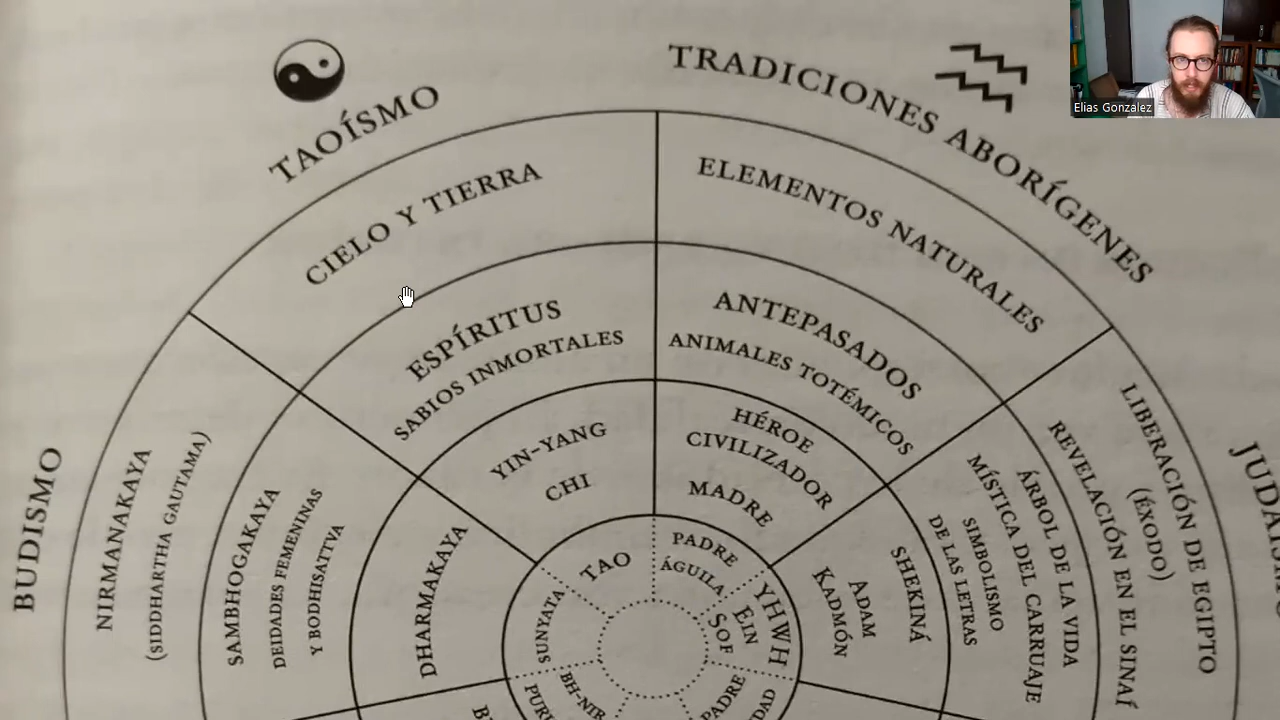 TAOÍSMO
CIELO Y TIERRA
ESPÍRITUS
SABIOS INMORTALES
YIN-YANG
CHI
TAO
TRADICIONES ABORÍGENES
ELEMENTOS NATURALES
ANTEPASADOS
ANIMALES TOTÉMICOS
HÉROE
CIVILIZADOR
MADRE
PADRE
ÁGUILA
Elias Gonzalez
BUDISMO
NIRMANAKAYA
(SIDDHARTHA GAUTAMA)
SAMBHOGAKAYA
DEIDADES FEMENINAS
Y BODHISATTVA
DHARMAKAYA
SUNYATA
LIBERACIÓN DE EGIPTO
(ÉXODO)
REVELACIÓN EN EL SINAÍ
ÁRBOL DE LA VIDA
MÍSTICA DEL CARRUAJE
SIMBOLISMO
DE LAS LETRAS
SHEKINÁ
ADAM
KADMÓN
YHWH
EIN
SOF
BH-NIR
PADRE